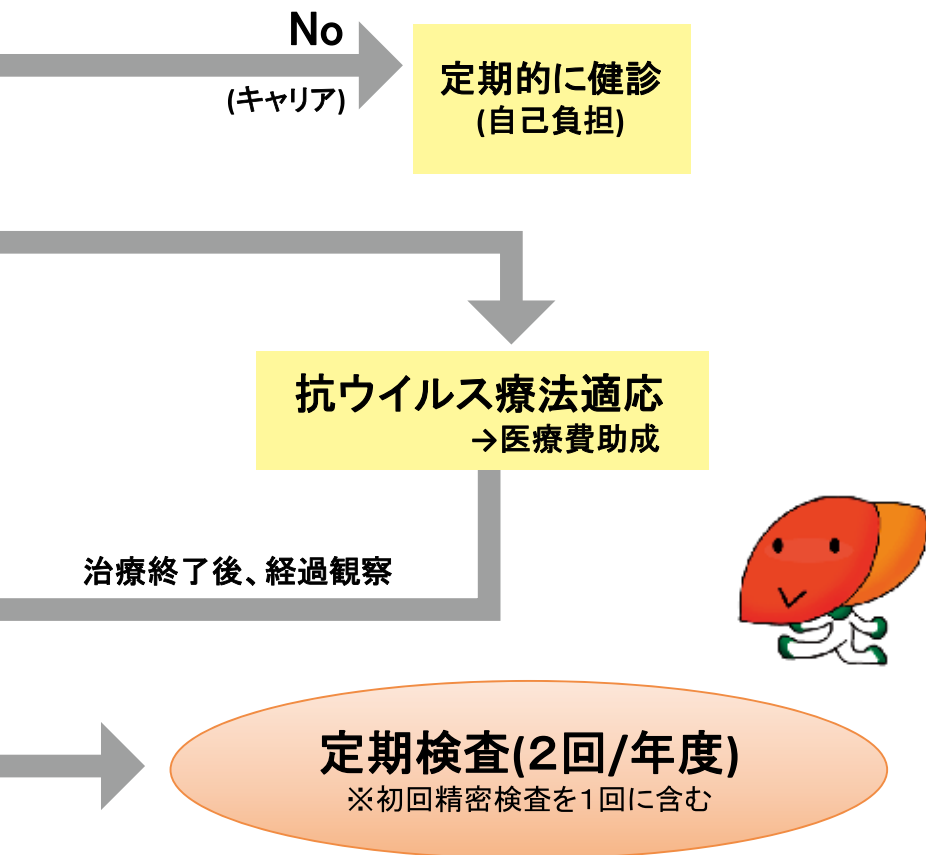 No
(キャリア)
定期的に健診
(自己負担)
抗ウイルス療法適応
→医療費助成
治療終了後、経過観察
定期検査(2回/年度)
※初回精密検査を1回に含む